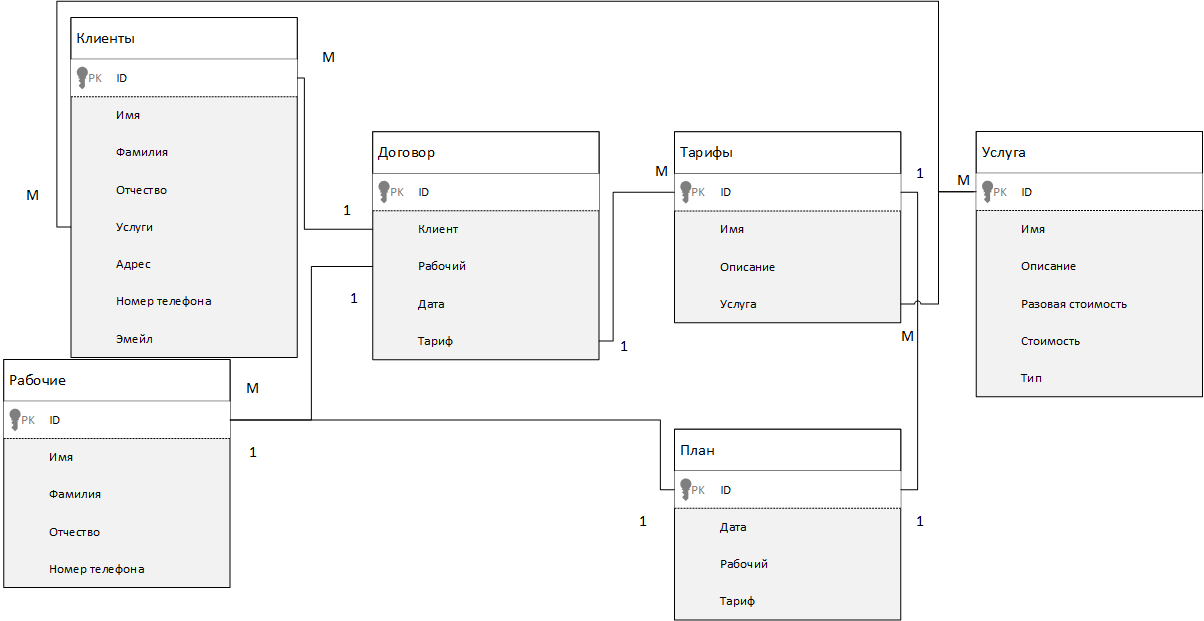 Клиенты
PK ID
Имя
Фамилия
Отчество
Услуги
Адрес
Номер телефона
Эмейл
M
M
1
Договор
PK ID
Клиент
Рабочий
Дата
Тариф
1
1
M
Тарифы
PK ID
Имя
Описание
Услуга
1
M
M
Услуга
PK ID
Имя
Описание
Разовая стоимость
Стоимость
Тип
Рабочие
PK ID
Имя
Фамилия
Отчество
Номер телефона
M
1
План
PK ID
Дата
Рабочий
Тариф
1
1